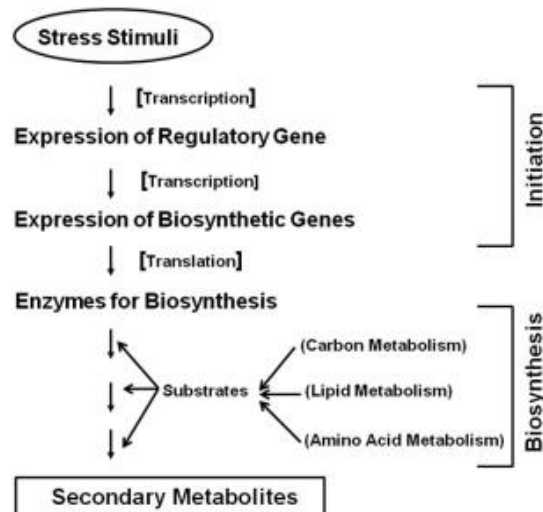 Stress Stimuli
[Transcription]
Expression of Regulatory Gene
[Transcription]
Expression of Biosynthetic Genes
[Translation]
Initiation
Enzymes for Biosynthesis
(Carbon Metabolism)
Substrates
(Lipid Metabolism)
(Amino Acid Metabolism)
Biosynthesis
Secondary Metabolites